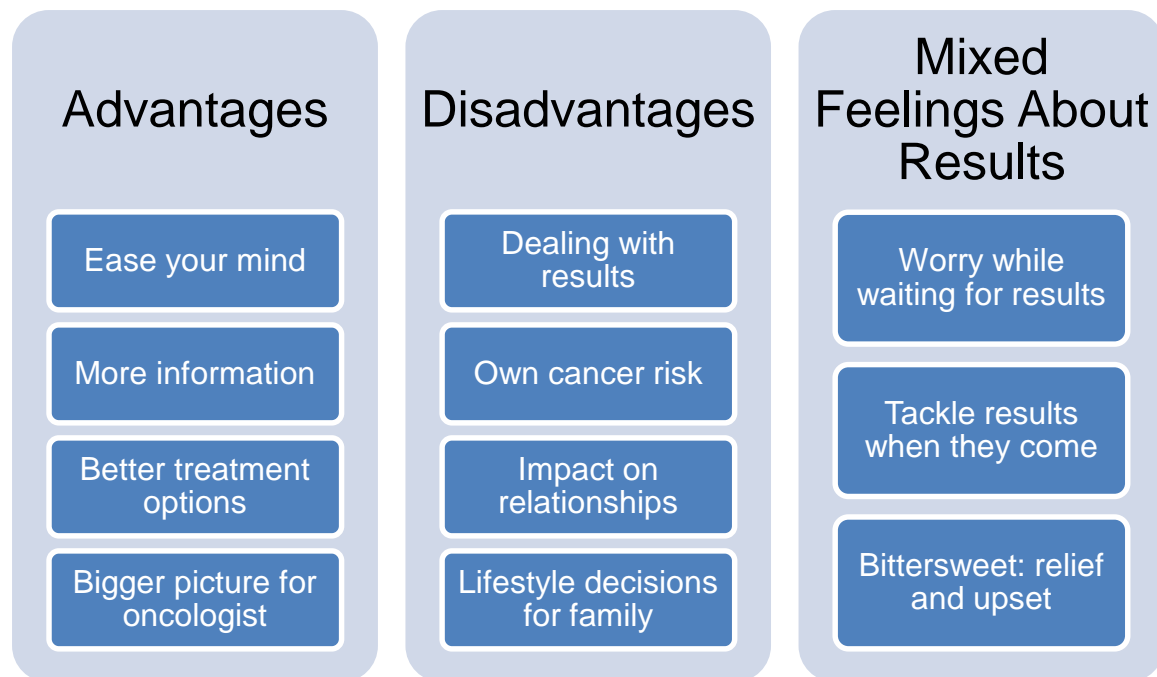 Advantages
Ease your mind
More information
Better treatment
options
Bigger picture for
oncologist
Disadvantages
Dealing with
results
Own cancer risk
Impact on
relationships
Lifestyle decisions
for family
Mixed
Feelings About
Results
Worry while
waiting for results
Tackle results
when they come
Bittersweet: relief
and upset